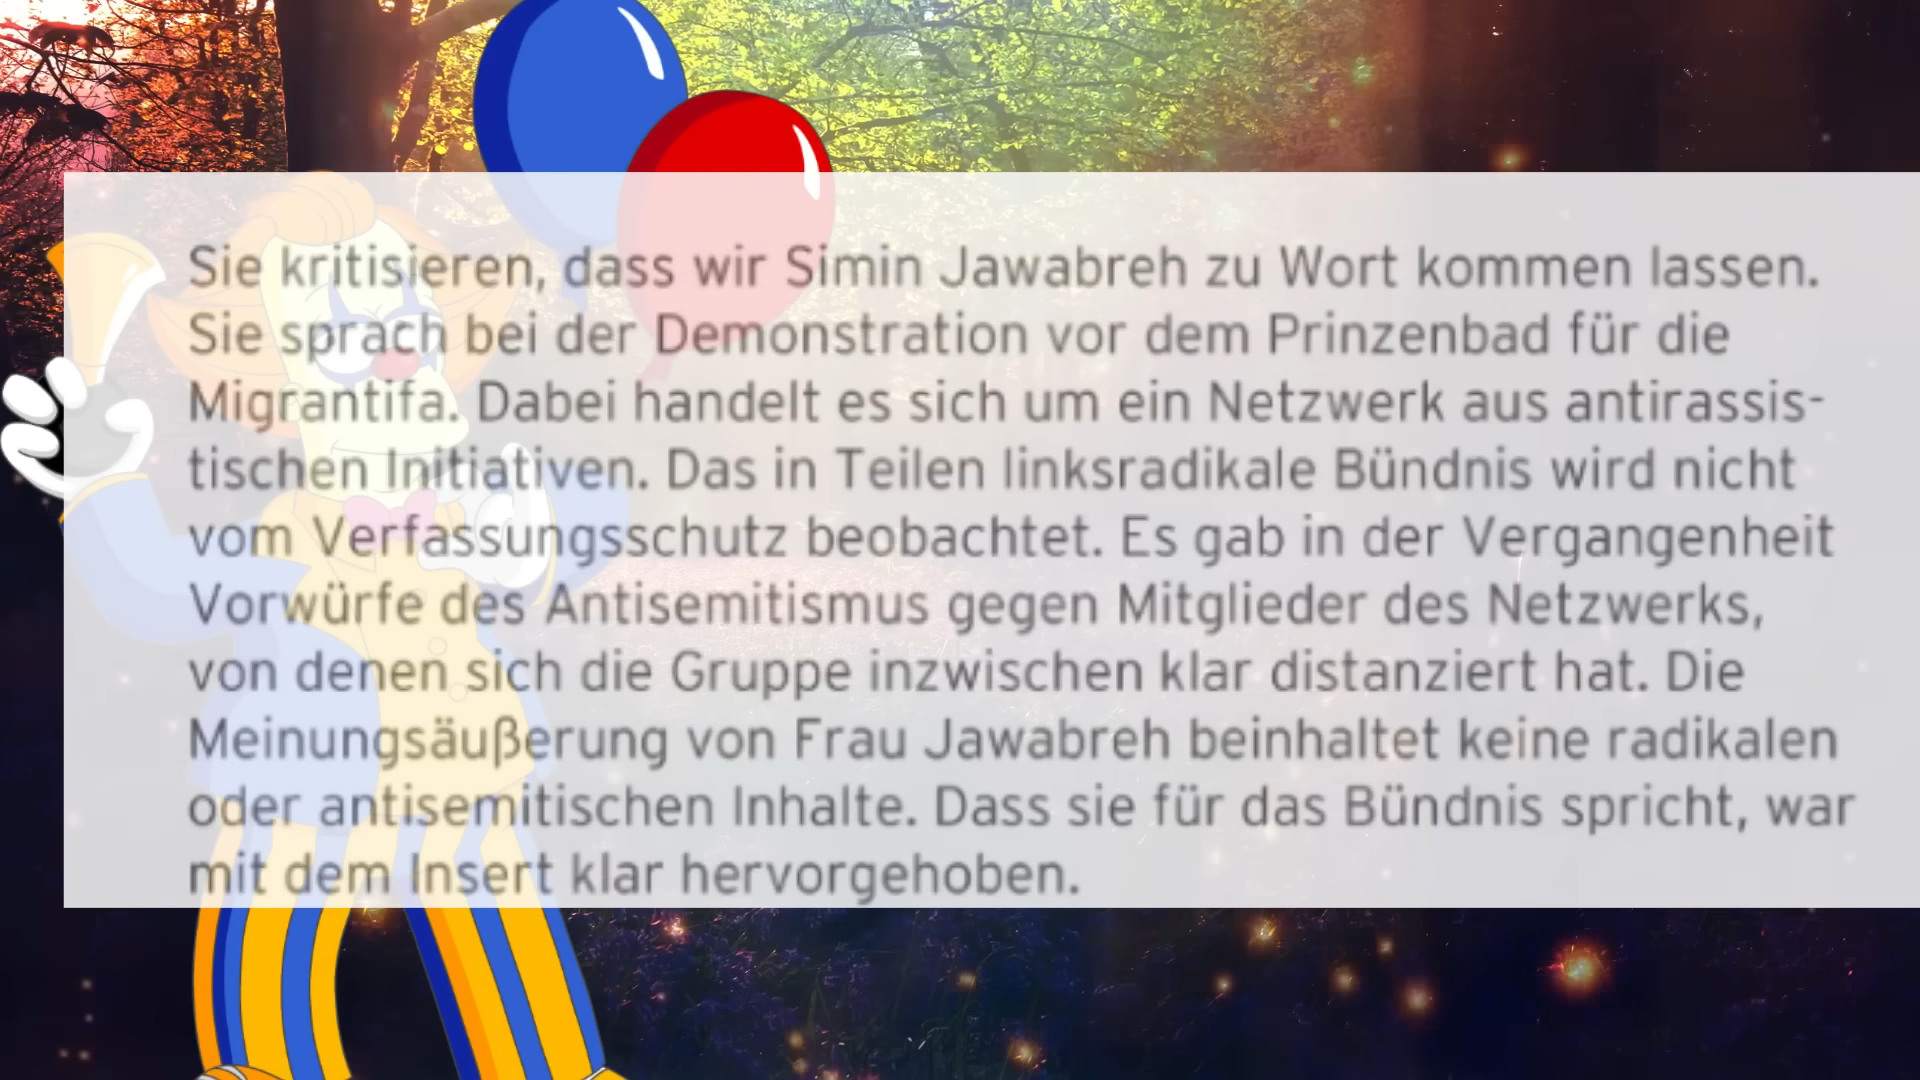 Sie kritisieren, dass wir Simin Jawabreh zu Wort kommen lassen.
Sie sprach bei der Demonstration vor dem Prinzenbad für die
Migrantifa. Dabei handelt es sich um ein Netzwerk aus antirassis-
tischen Initiativen. Das in Teilen linksradikale Bündnis wird nicht
vom Verfassungsschutz beobachtet. Es gab in der Vergangenheit
Vorwürfe des Antisemitismus gegen Mitglieder des Netzwerks,
von denen sich die Gruppe inzwischen klar distanziert hat. Die
Meinungsäußerung von Frau Jawabreh beinhaltet keine radikalen
oder antisemitischen Inhalte. Dass sie für das Bündnis spricht, war
mit dem Insert klar hervorgehoben.